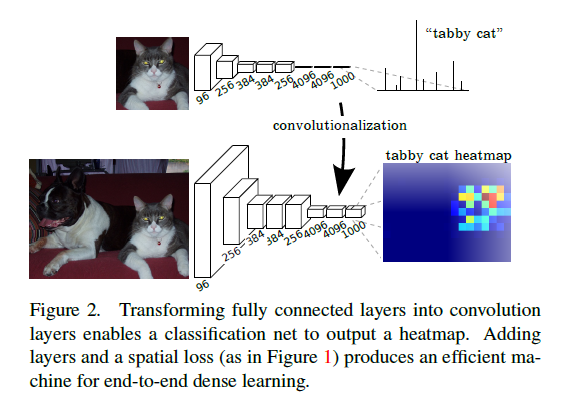 "tabby cat"
96
256
384
384
256
4096
4096
1000
convolutionalization
tabby cat heatmap
96
256
384
384
256
4096
4096
1000
Figure 2. Transforming fully connected layers into convolution
layers enables a classification net to output a heatmap. Adding
layers and a spatial loss (as in Figure 1) produces an efficient ma-
chine for end-to-end dense learning.